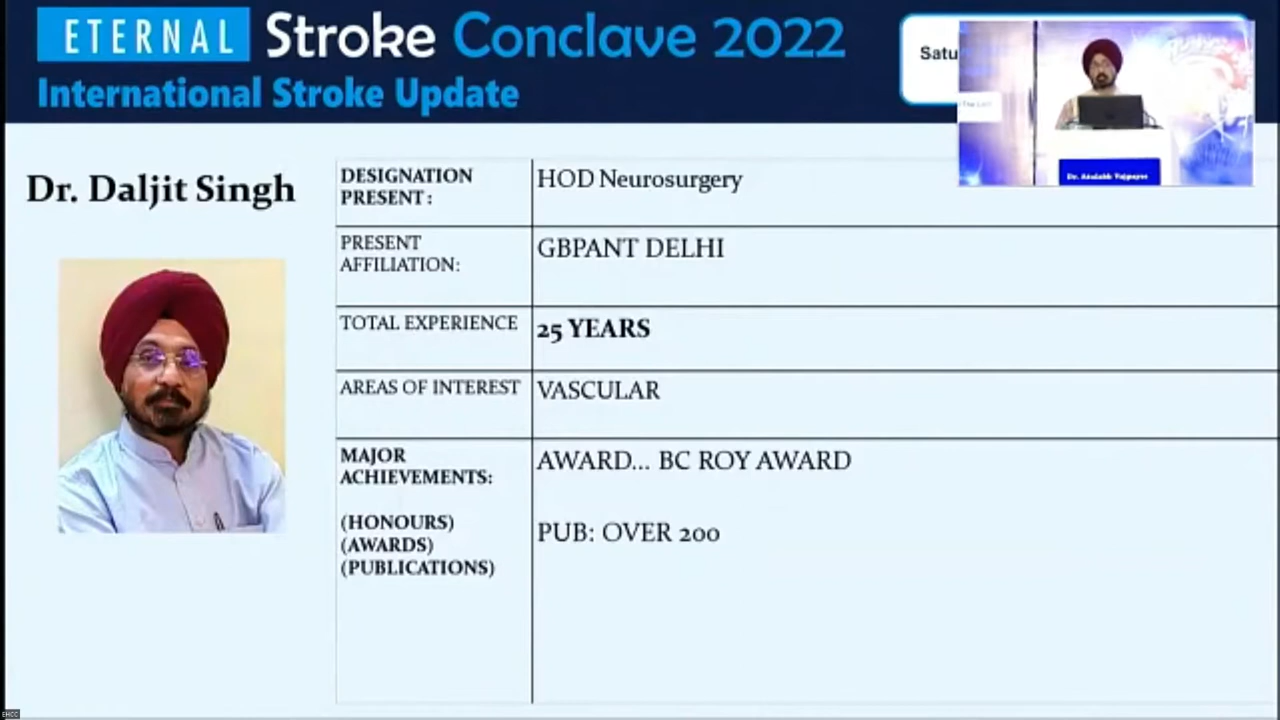 ETERNAL Stroke Conclave 2022
International Stroke Update
Satu
Dr. Daljit Singh
DESIGNATION
PRESENT :
HOD Neurosurgery
PRESENT
AFFILIATION:
GBPANT DELHI
TOTAL EXPERIENCE
25 YEARS
AREAS OF INTEREST
VASCULAR
MAJOR
ACHIEVEMENTS:
(HONOURS)
(AWARDS)
(PUBLICATIONS)
AWARD... BC ROY AWARD
PUB: OVER 200
EHCC